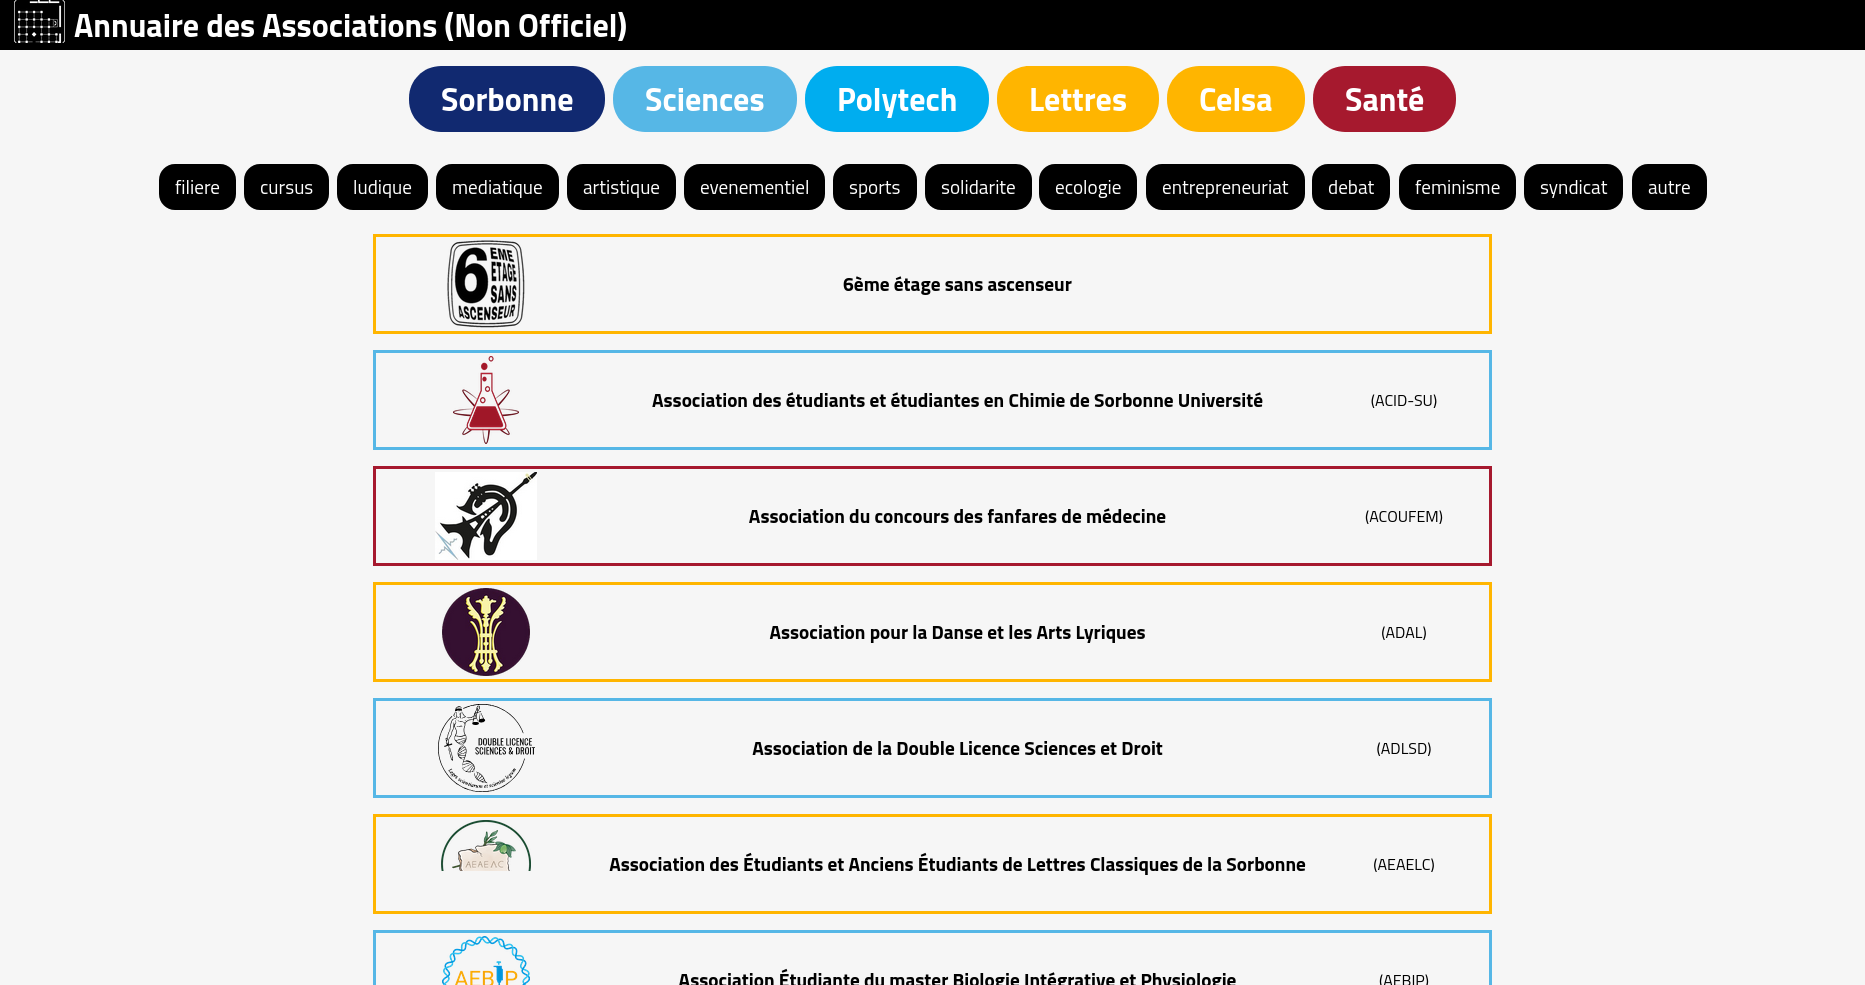 Annuaire des Associations (Non Officiel)
Sorbonne Sciences Polytech Lettres Celsa Santé
filiere cursus ludique mediatique artistique evenementiel sports solidarite ecologie entrepreneuriat debat feminisme syndicat autre
6 EME ETAGE SANS ASCENSEUR
6ème étage sans ascenseur
Association des étudiants et étudiantes en Chimie de Sorbonne Université (ACID-SU)
Association du concours des fanfares de médecine (ACOUFEM)
Association pour la Danse et les Arts Lyriques (ADAL)
DOUBLE LICENCE
SCIENCES & DROIT
Association de la Double Licence Sciences et Droit (ADLSD)
Association des Étudiants et Anciens Étudiants de Lettres Classiques de la Sorbonne (AEAELC)
AEBIP
Association Étudiante du master Biologie Intégrative et Physiologie (AEBIP)